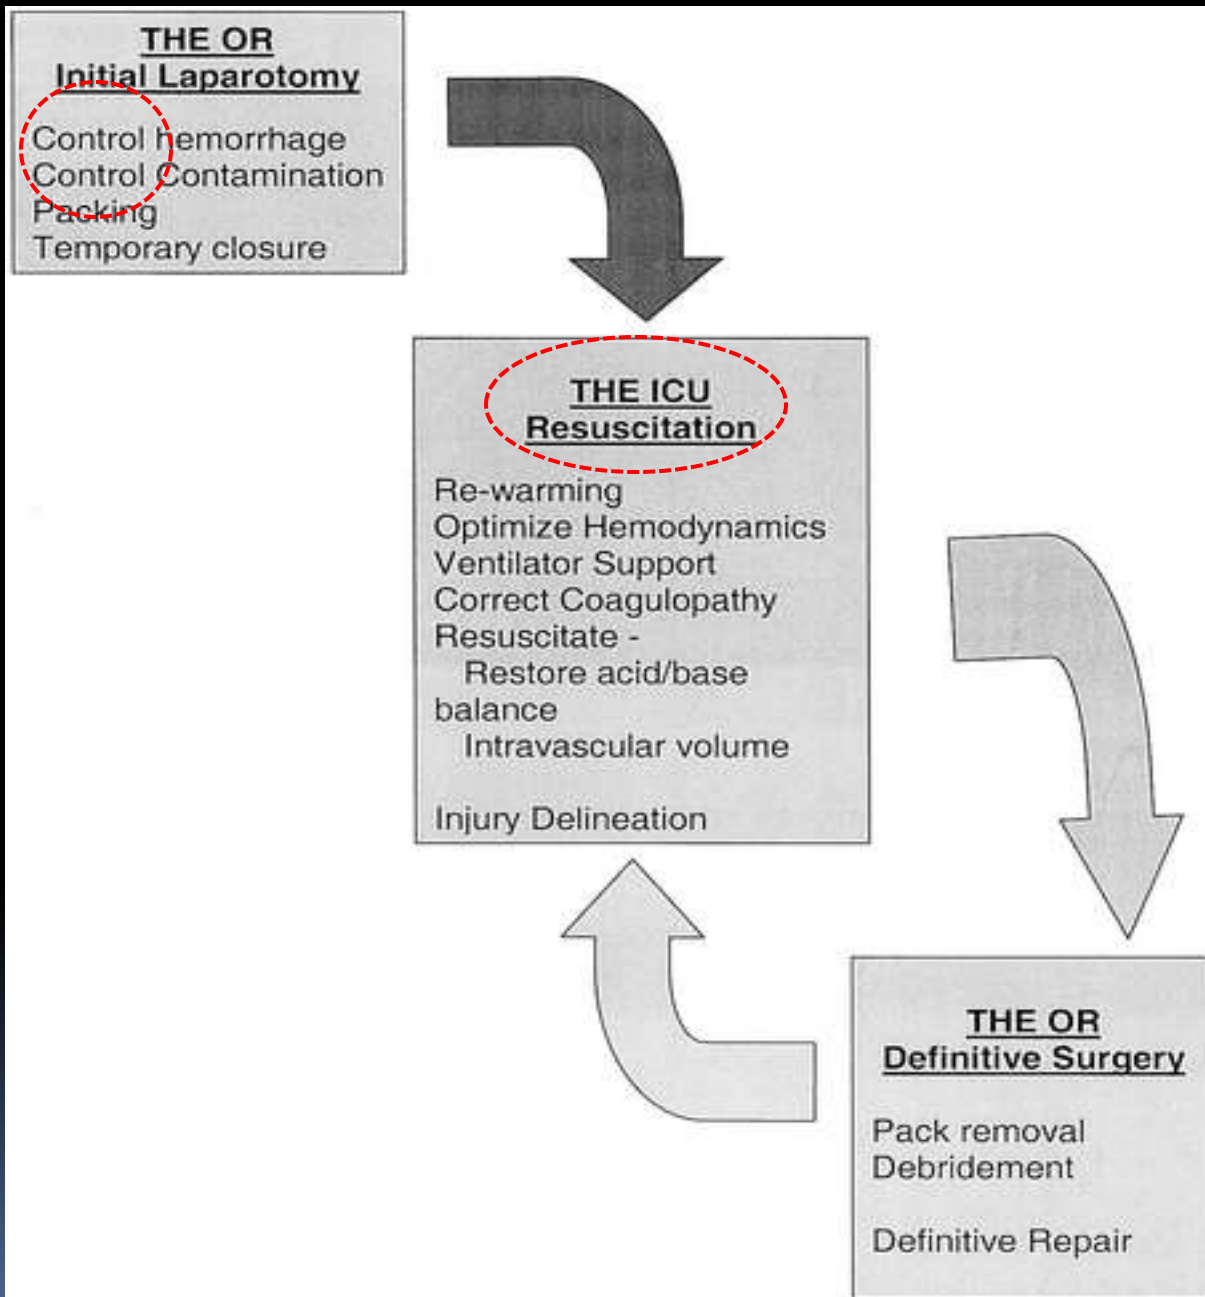 THE OR
Initial Laparotomy
Control hemorrhage
Control Contamination
Packing
Temporary closure
THE ICU
Resuscitation
Re-warming
Optimize Hemodynamics
Ventilator Support
Correct Coagulopathy
Resuscitate -
Restore acid/base
balance
Intravascular volume
Injury Delineation
THE OR
Definitive Surgery
Pack removal
Debridement
Definitive Repair